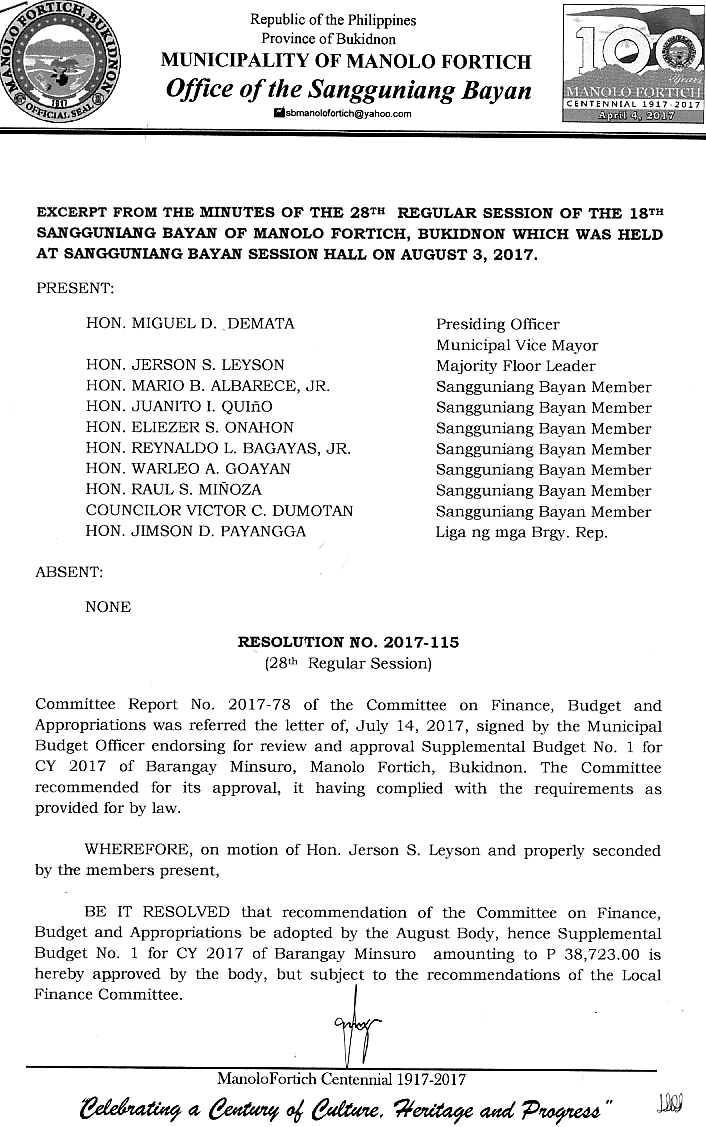 MANOLO FORTICH, BUKIDNON
1917
OFFICIAL SEAL
Republic of the Philippines
Province of Bukidnon
MUNICIPALITY OF MANOLO FORTICH
Office of the Sangguniang Bayan
sbmanolofortich@yahoo.com
100
Years
MANOLO FORTICH
CENTENNIAL 1917-2017
April 4, 2017
EXCERPT FROM THE MINUTES OF THE 28TH REGULAR SESSION OF THE 18TH
SANGGUNIANG BAYAN OF MANOLO FORTICH, BUKIDNON WHICH WAS HELD
AT SANGGUNIANG BAYAN SESSION HALL ON AUGUST 3, 2017.
PRESENT:
HON. MIGUEL D. DEMATA Presiding Officer
Municipal Vice Mayor
HON. JERSON S. LEYSON Majority Floor Leader
HON. MARIO B. ALBARECE, JR. Sangguniang Bayan Member
HON. JUANITO I. QUIñO Sangguniang Bayan Member
HON. ELIEZER S. ONAHON Sangguniang Bayan Member
HON. REYNALDO L. BAGAYAS, JR. Sangguniang Bayan Member
HON. WARLEO A. GOAYAN Sangguniang Bayan Member
HON. RAUL S. MIÑOZA Sangguniang Bayan Member
COUNCILOR VICTOR C. DUMOTAN Sangguniang Bayan Member
HON. JIMSON D. PAYANGGA Liga ng mga Brgy. Rep.
ABSENT:
NONE
RESOLUTION NO. 2017-115
(28th Regular Session)
Committee Report No. 2017-78 of the Committee on Finance, Budget and
Appropriations was referred the letter of, July 14, 2017, signed by the Municipal
Budget Officer endorsing for review and approval Supplemental Budget No. 1 for
CY 2017 of Barangay Minsuro, Manolo Fortich, Bukidnon. The Committee
recommended for its approval, it having complied with the requirements as
provided for by law.
WHEREFORE, on motion of Hon. Jerson S. Leyson and properly seconded
by the members present,
BE IT RESOLVED that recommendation of the Committee on Finance,
Budget and Appropriations be adopted by the August Body, hence Supplemental
Budget No. 1 for CY 2017 of Barangay Minsuro amounting to P 38,723.00 is
hereby approved by the body, but subject to the recommendations of the Local
Finance Committee.
ManoloFortich Centennial 1917-2017
"Celebrating a Century of Culture, Heritage and Progress"